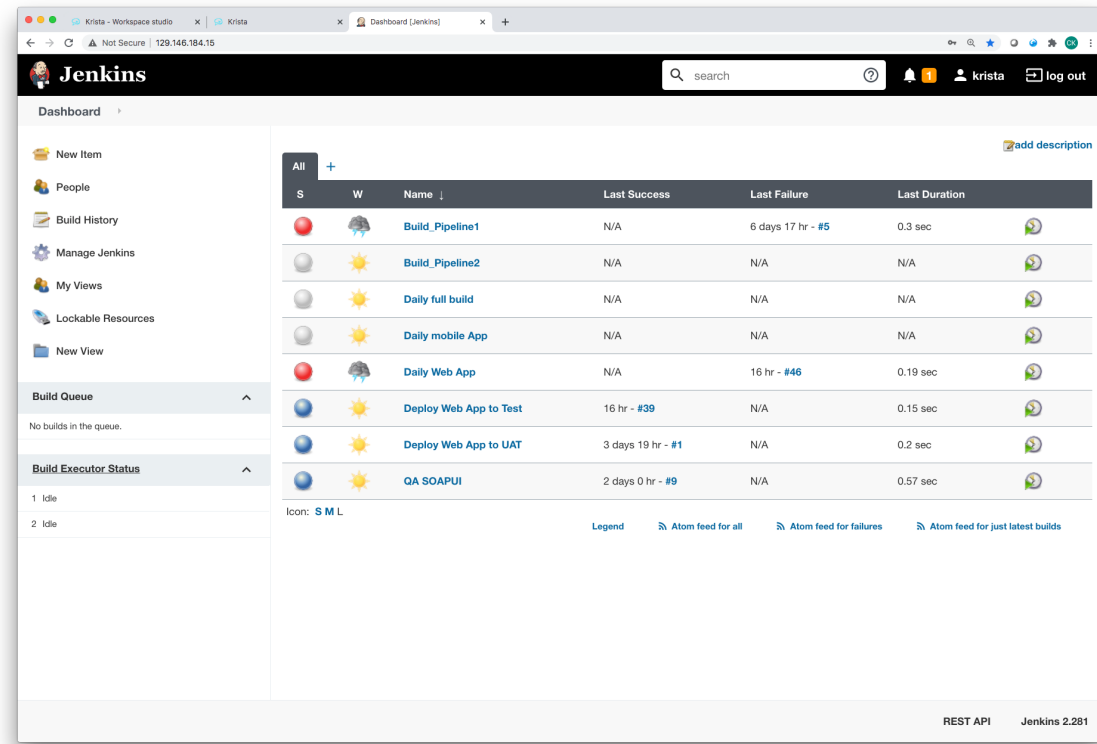 Krista - Workspace studio
Krista
Dashboard [Jenkins]
Not Secure | 129.146.184.15
CK
Jenkins
search
1
krista
log out
Dashboard
add description
New Item
People
Build History
Manage Jenkins
My Views
Lockable Resources
New View
Build Queue
No builds in the queue.
Build Executor Status
1 Idle
2 Idle
All +
S W Name ↓ Last Success Last Failure Last Duration
Build_Pipeline1 N/A 6 days 17 hr - #5 0.3 sec
Build_Pipeline2 N/A N/A N/A
Daily full build N/A N/A N/A
Daily mobile App N/A N/A N/A
Daily Web App N/A 16 hr - #46 0.19 sec
Deploy Web App to Test 16 hr - #39 N/A 0.15 sec
Deploy Web App to UAT 3 days 19 hr - #1 N/A 0.2 sec
QA SOAPUI 2 days 0 hr - #9 N/A 0.57 sec
Icon: S M L
Legend Atom feed for all Atom feed for failures Atom feed for just latest builds
REST API Jenkins 2.281